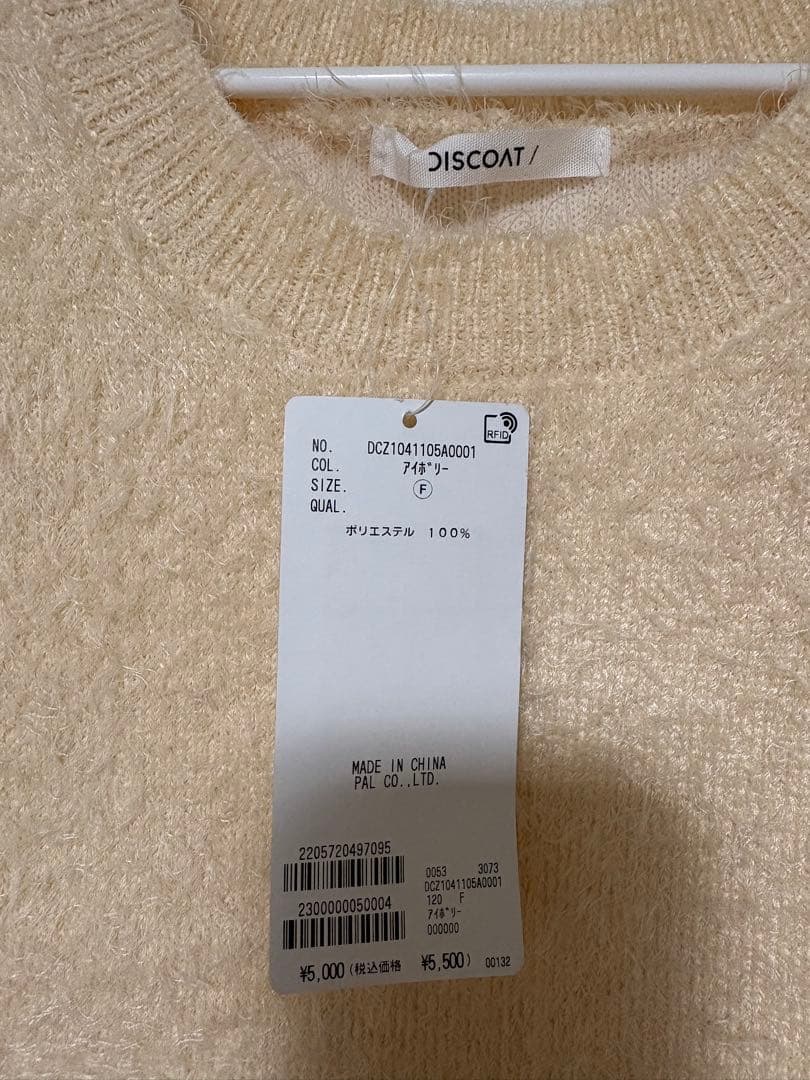 DISCOAT /
RFID
NO. DCZ1041105A0001
COL. ｱｲﾎﾞﾘｰ
SIZE. Ⓕ
QUAL.
ポリエステル 100%
MADE IN CHINA
PAL CO.,LTD.
2205720497095
2300000050004
0053 3073
DCZ1041105A0001
120 F
ｱｲﾎﾞﾘｰ
000000
¥5,000 (税込価格 ¥5,500) 00132